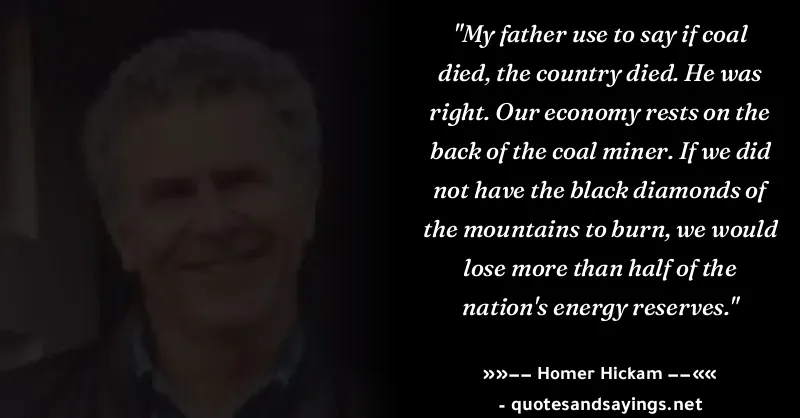 "My father use to say if coal
died, the country died. He was
right. Our economy rests on the
back of the coal miner. If we did
not have the black diamonds of
the mountains to burn, we would
lose more than half of the
nation's energy reserves."
»»–– Homer Hickam ––««
- quotesandsayings.net